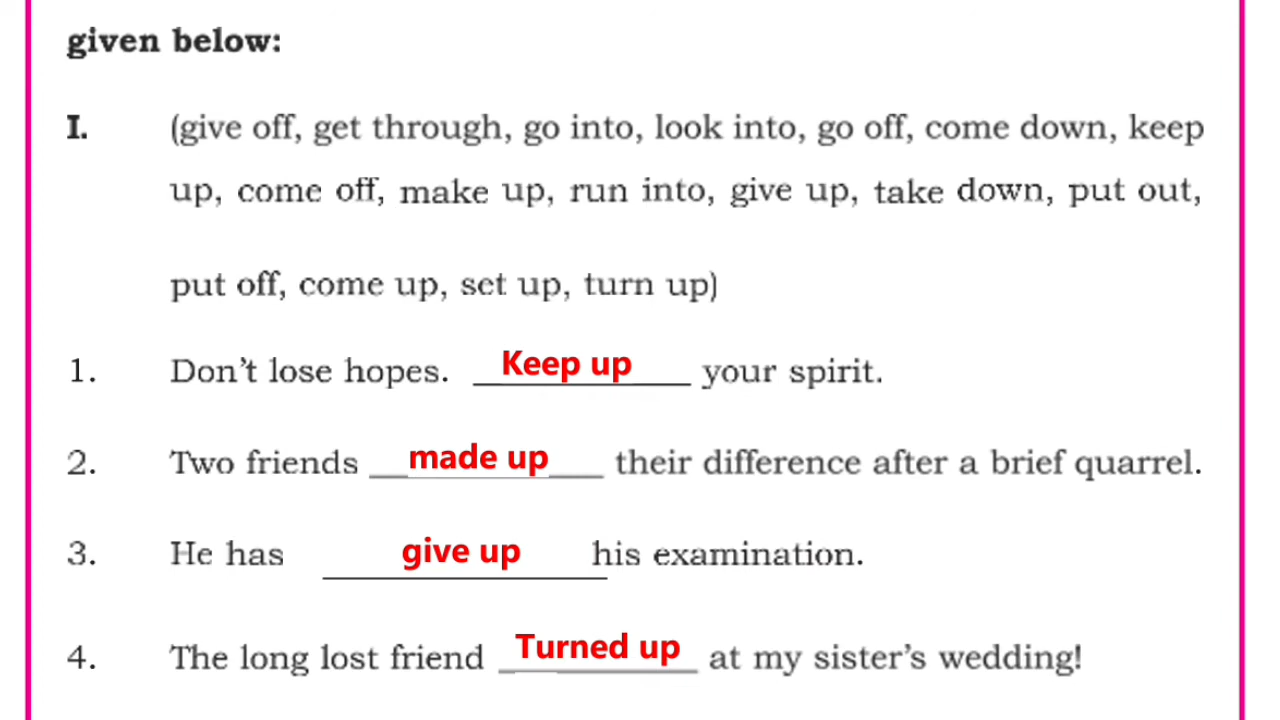 given below:
I. (give off, get through, go into, look into, go off, come down, keep
up, come off, make up, run into, give up, take down, put out,
put off, come up, set up, turn up)
1. Don't lose hopes. Keep up your spirit.
2. Two friends made up their difference after a brief quarrel.
3. He has give up his examination.
4. The long lost friend Turned up at my sister's wedding!